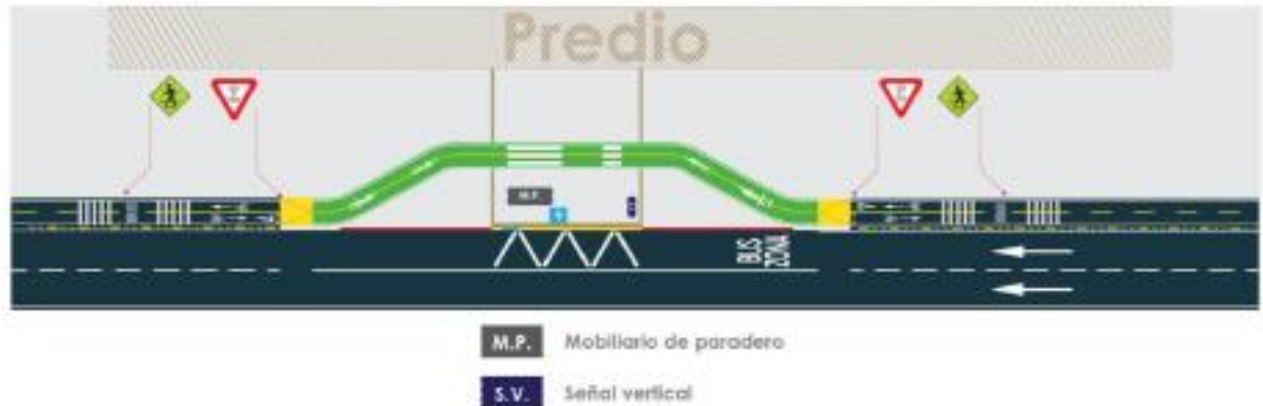 Predio
M.P.
BUS
ZONA
M.P. Mobiliario de paradero
S.V. Señal vertical